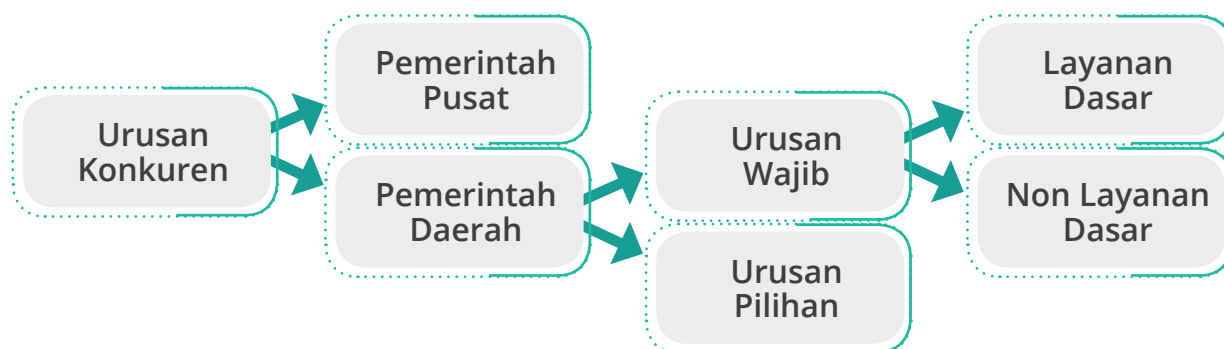 Urusan
Konkuren
Pemerintah
Pusat
Pemerintah
Daerah
Urusan
Wajib
Urusan
Pilihan
Layanan
Dasar
Non Layanan
Dasar